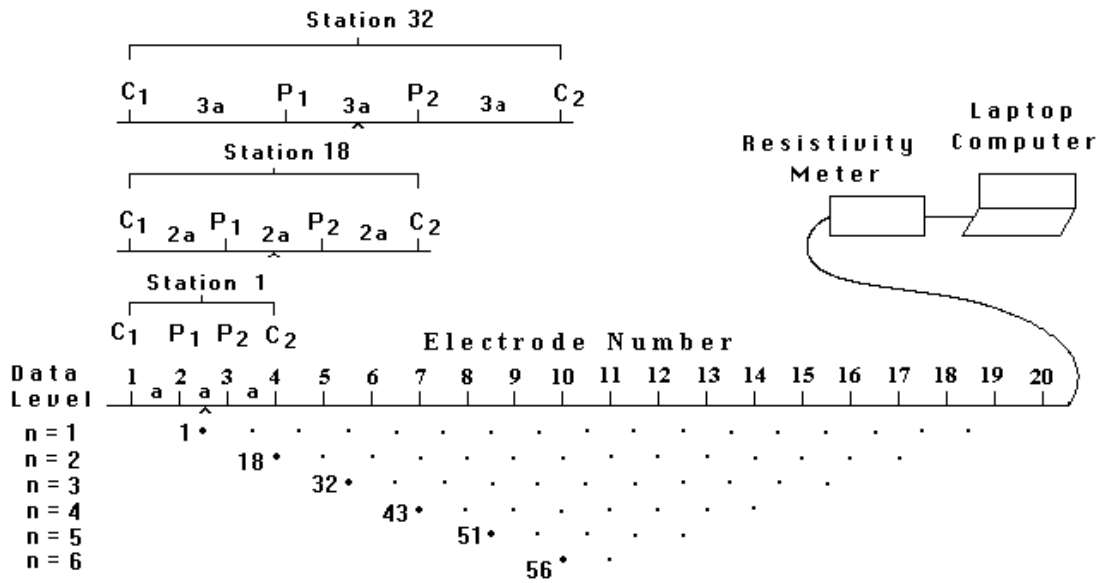 Station 32
C1 P1 P2 C2
3a 3a 3a
Station 18
C1 P1 P2 C2
2a 2a 2a
Station 1
C1 P1 P2 C2
Resistivity Meter
Laptop Computer
Electrode Number
Data Level
1 2 3 4 5 6 7 8 9 10 11 12 13 14 15 16 17 18 19 20
a a a
n = 1 1
n = 2 18
n = 3 32
n = 4 43
n = 5 51
n = 6 56